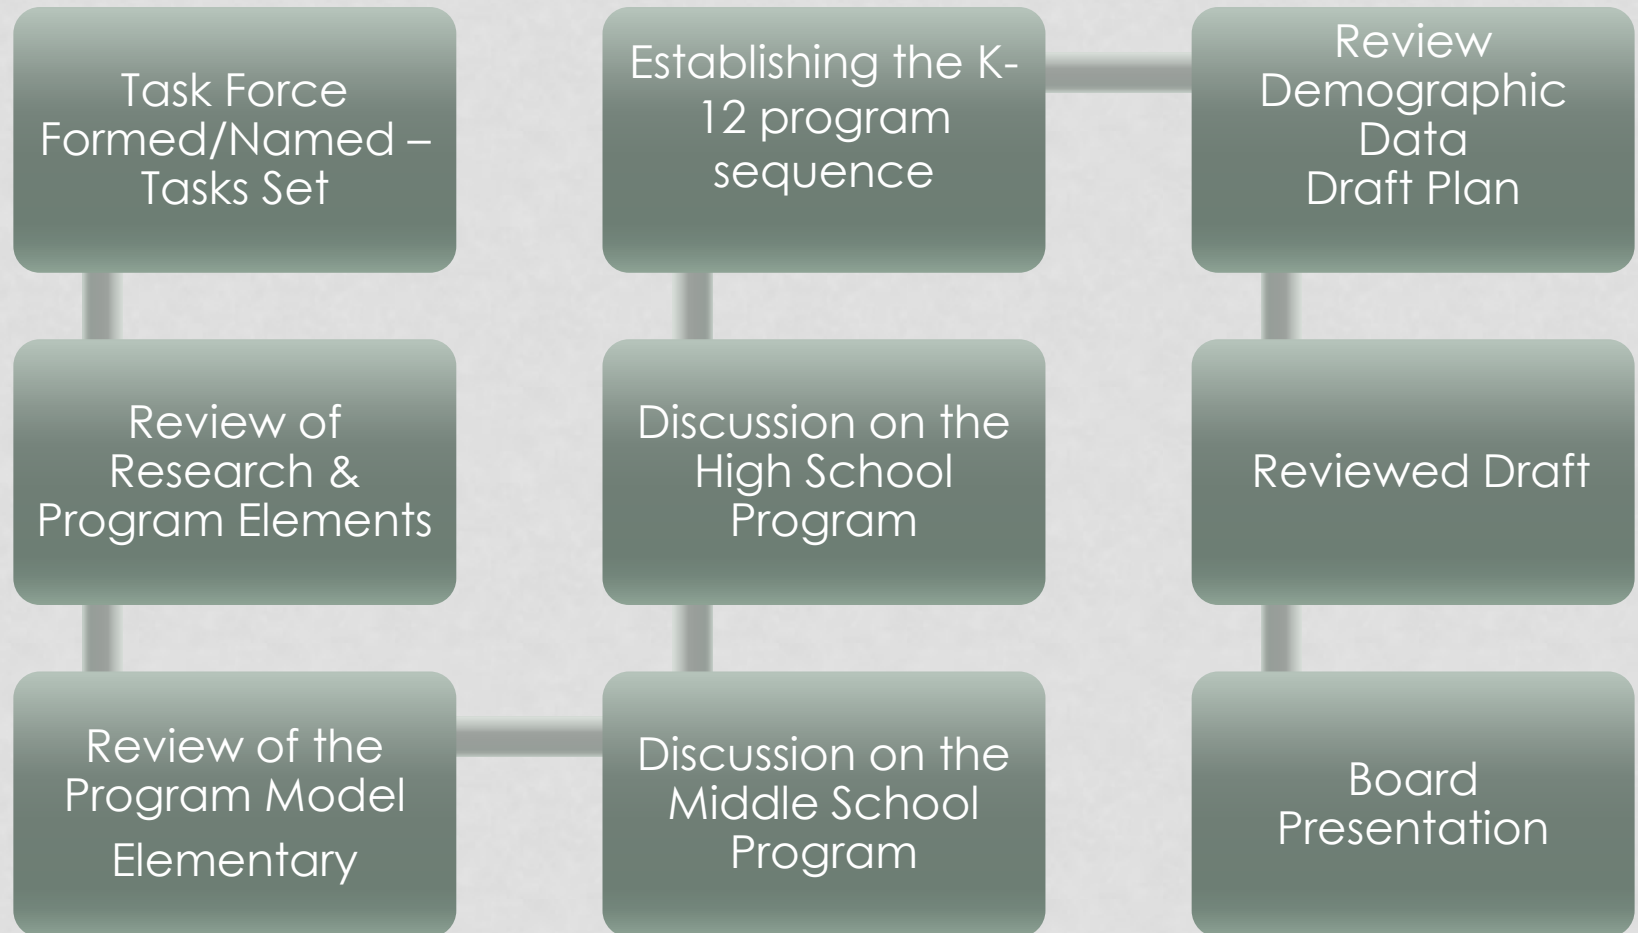 Task Force
Formed/Named –
Tasks Set
Review of
Research &
Program Elements
Review of the
Program Model
Elementary
Discussion on the
Middle School
Program
Discussion on the
High School
Program
Establishing the K-
12 program
sequence
Review
Demographic
Data
Draft Plan
Reviewed Draft
Board
Presentation